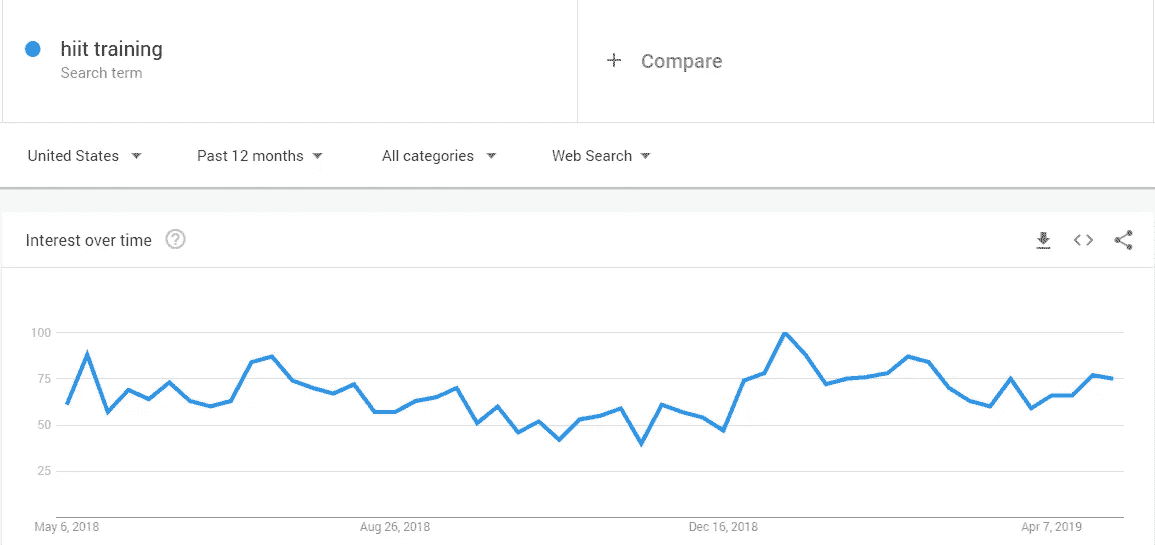 hiit training
Search term
+ Compare
United States
Past 12 months
All categories
Web Search
Interest over time ?
100
75
50
25
May 6, 2018
Aug 26, 2018
Dec 16, 2018
Apr 7, 2019